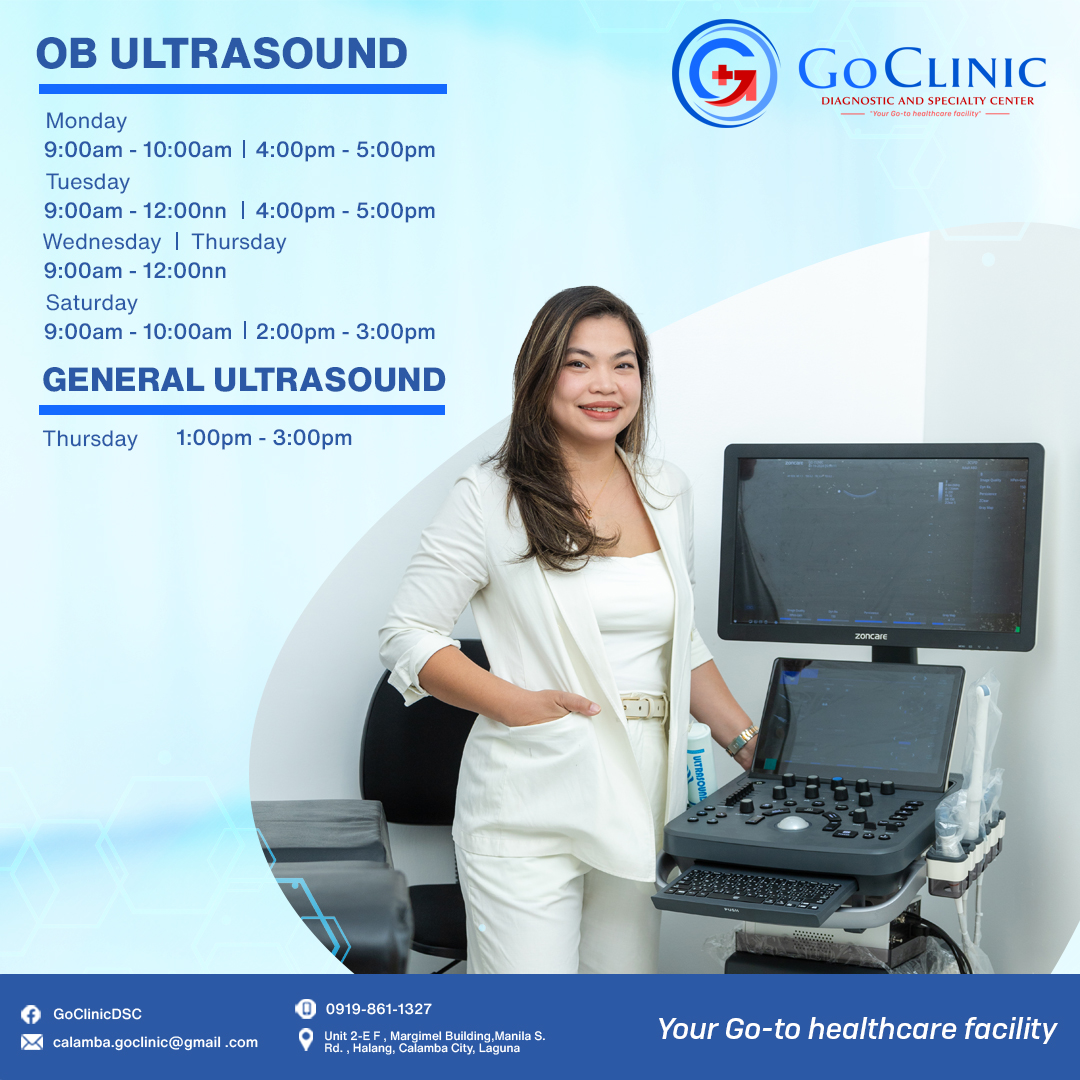 OB ULTRASOUND
Monday
9:00am - 10:00am | 4:00pm - 5:00pm
Tuesday
9:00am - 12:00nn | 4:00pm - 5:00pm
Wednesday | Thursday
9:00am - 12:00nn
Saturday
9:00am - 10:00am | 2:00pm - 3:00pm
GENERAL ULTRASOUND
Thursday 1:00pm - 3:00pm
GOCLINIC
DIAGNOSTIC AND SPECIALTY CENTER
"Your Go-to healthcare facility"
zoncare
zoncare
ULTRASOUND
PUSH
GoClinicDSC
calamba.goclinic@gmail .com
0919-861-1327
Unit 2-E F , Margimel Building,Manila S.
Rd. , Halang, Calamba City, Laguna
Your Go-to healthcare facility